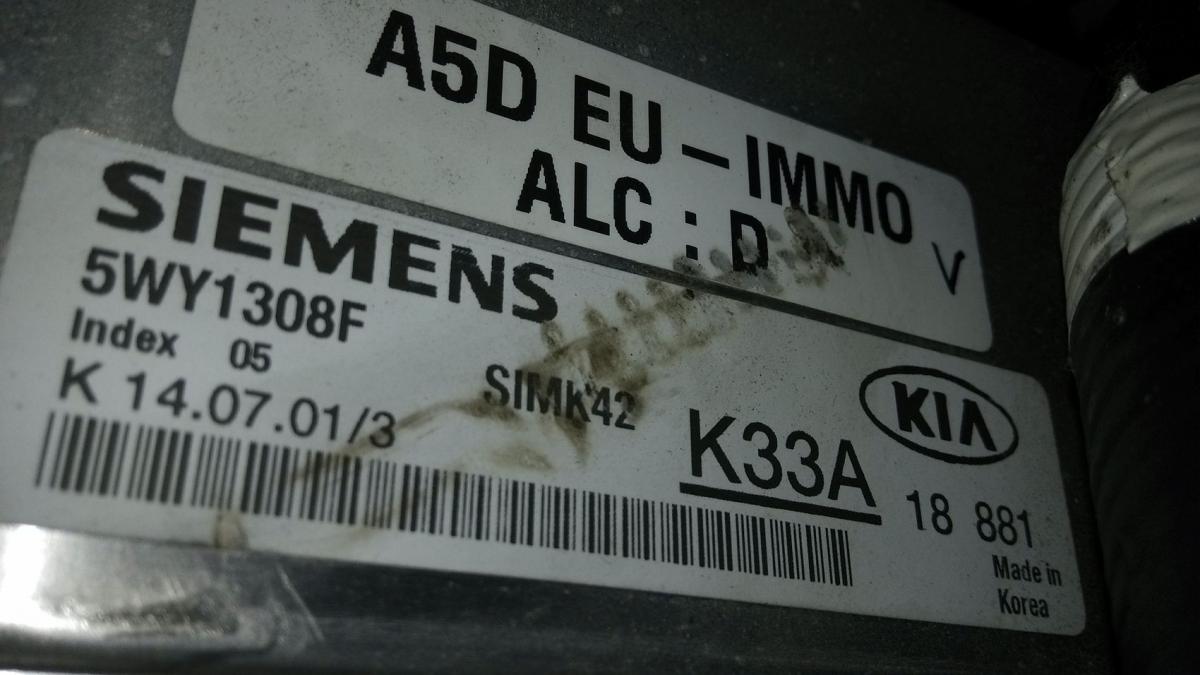 A5D EU – IMMO
ALC : D
V
SIEMENS
5WY1308F
Index 05
SIMK42
K 14.07.01/3
K33A
KIA
18 881
Made in
Korea